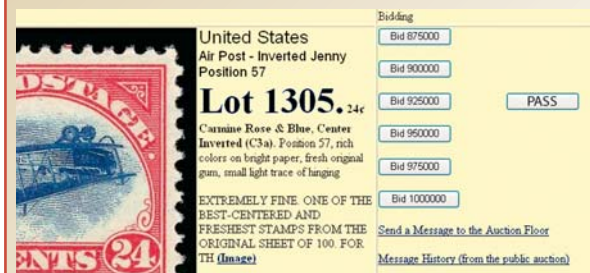 POSTAGE
CENTS 24
United States
Air Post - Inverted Jenny
Position 57
Lot 1305. 24¢
Carmine Rose & Blue, Center
Inverted (C3a). Position 57, rich
colors on bright paper, fresh original
gum, small light trace of hinging
EXTREMELY FINE. ONE OF THE
BEST-CENTERED AND
FRESHEST STAMPS FROM THE
ORIGINAL SHEET OF 100. FOR
TH (Image)
Bidding
Bid 875000
Bid 900000
Bid 925000
PASS
Bid 950000
Bid 975000
Bid 1000000
Send a Message to the Auction Floor
Message History (from the public auction)